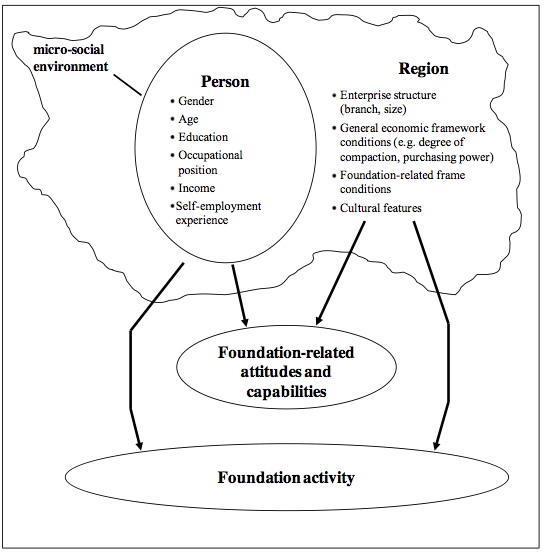 micro-social
environment
Person
• Gender
• Age
• Education
• Occupational
position
• Income
• Self-employment
experience
Region
• Enterprise structure
(branch, size)
• General economic framework
conditions (e.g. degree of
compaction, purchasing power)
• Foundation-related frame
conditions
• Cultural features
Foundation-related
attitudes and
capabilities
Foundation activity